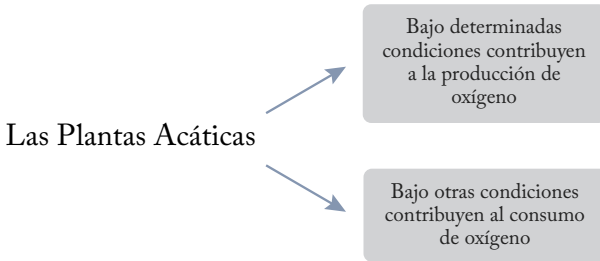 Bajo determinadas
condiciones contribuyen
a la producción de
oxígeno
Las Plantas Acáticas
Bajo otras condiciones
contribuyen al consumo
de oxígeno